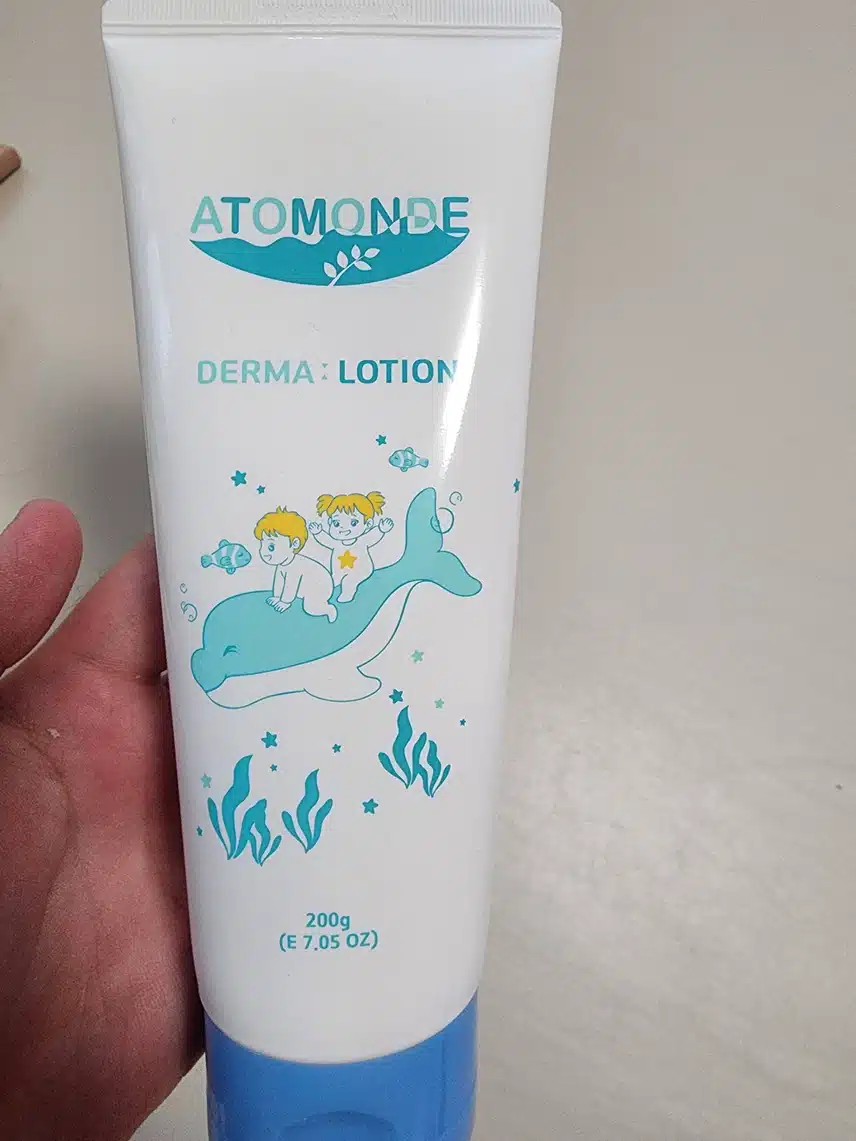 ATOMONDE
DERMA : LOTION
200g
(E 7.05 OZ)